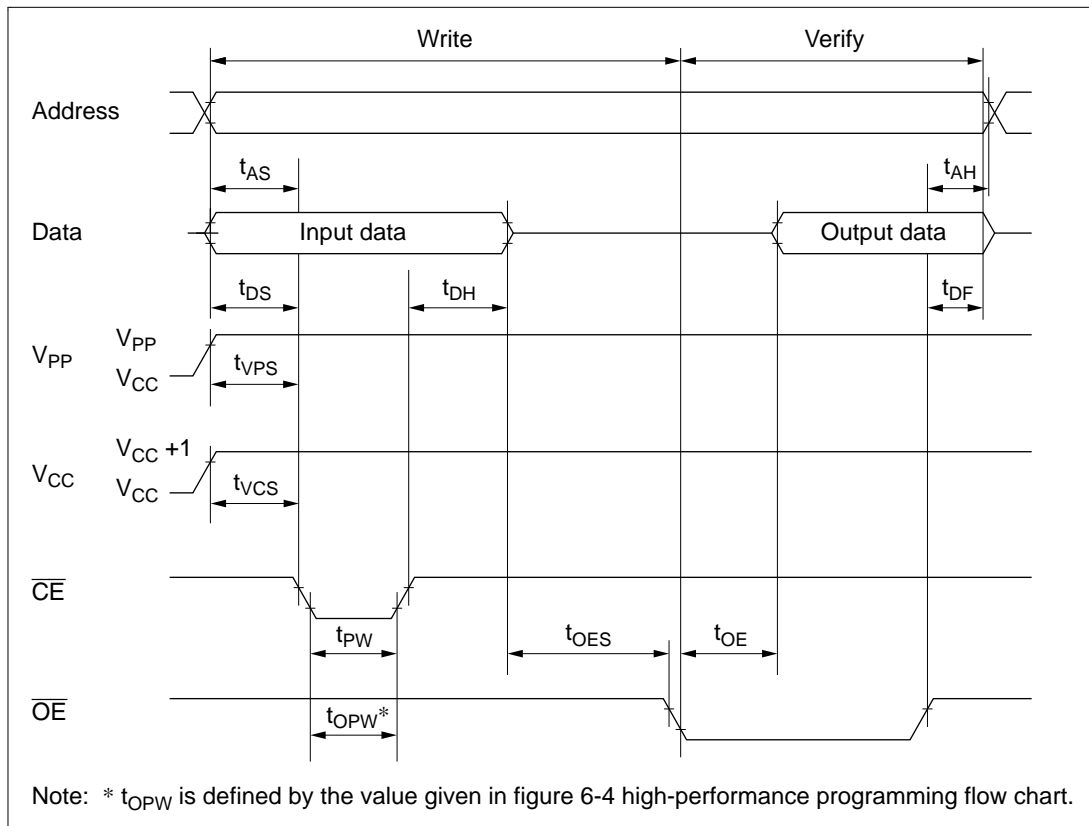 Write
Verify
Address
tAS
tAH
Data
Input data
Output data
tDS
tDH
tDF
VPP
VPP
VCC
tVPS
VCC
VCC +1
VCC
tVCS
CE
tPW
tOES
tOE
OE
tOPW*
Note: * tOPW is defined by the value given in figure 6-4 high-performance programming flow chart.